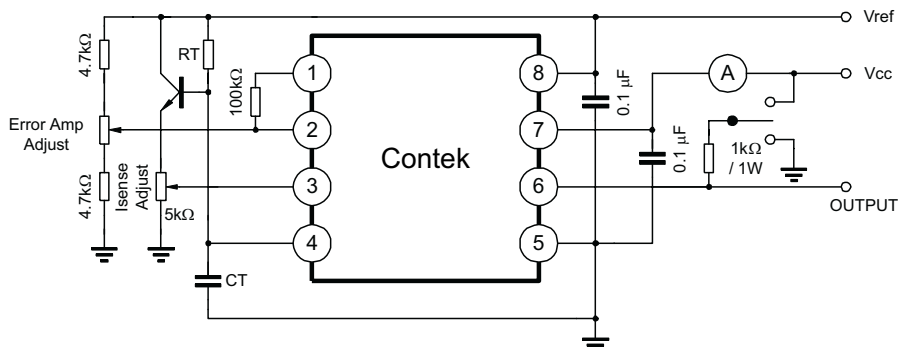 Vref
4.7kΩ
RT
1
8
A
Vcc
100kΩ
0.1 µF
Error Amp
Adjust
2
7
Contek
0.1 µF
1kΩ
/ 1W
4.7kΩ
Isense
Adjust
5kΩ
3
6
OUTPUT
4
5
CT